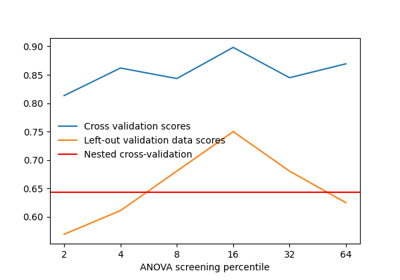 0.90
0.85
0.80
0.75
0.70
0.65
0.60
Cross validation scores
Left-out validation data scores
Nested cross-validation
2 4 8 16 32 64
ANOVA screening percentile